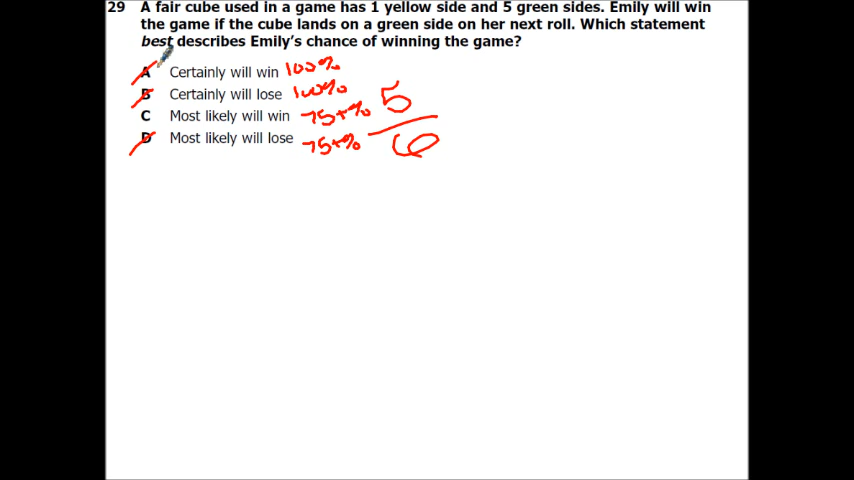 29 A fair cube used in a game has 1 yellow side and 5 green sides. Emily will win
the game if the cube lands on a green side on her next roll. Which statement
best describes Emily's chance of winning the game?
A Certainly will win 100%
B Certainly will lose 100%
C Most likely will win 75+%
D Most likely will lose 75+%
5
6